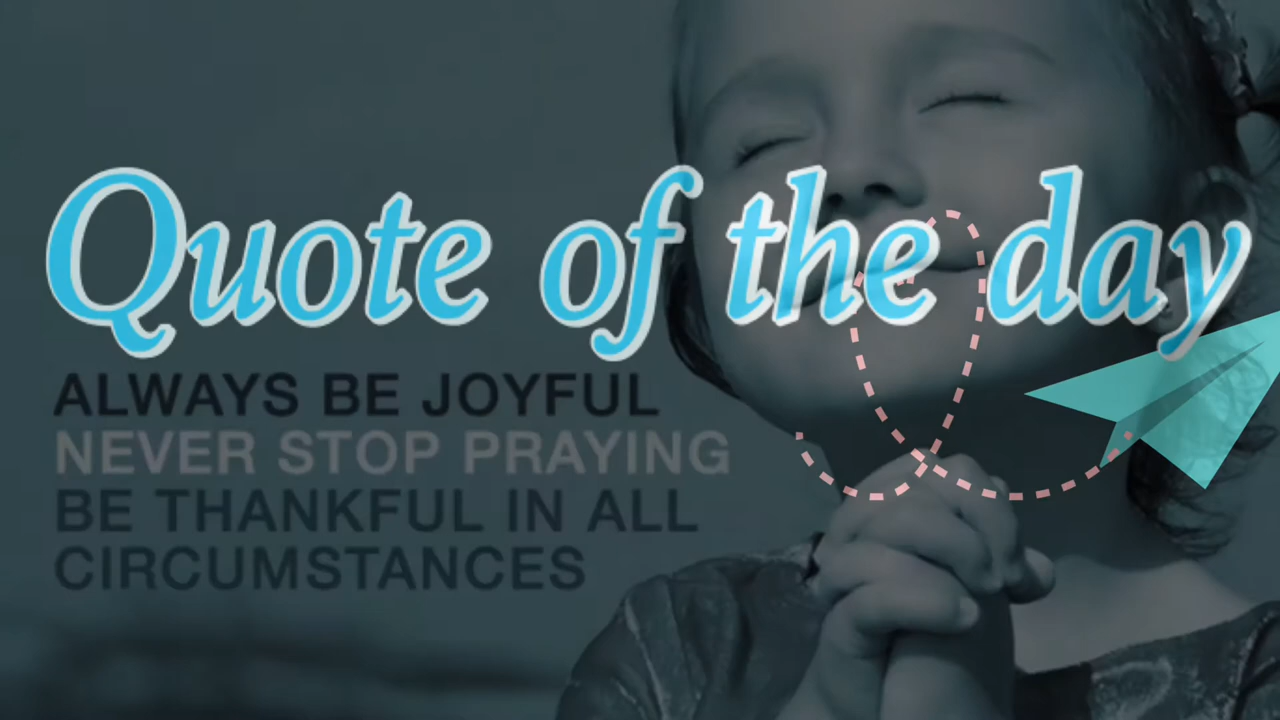 Quote of the day
ALWAYS BE JOYFUL
NEVER STOP PRAYING
BE THANKFUL IN ALL
CIRCUMSTANCES